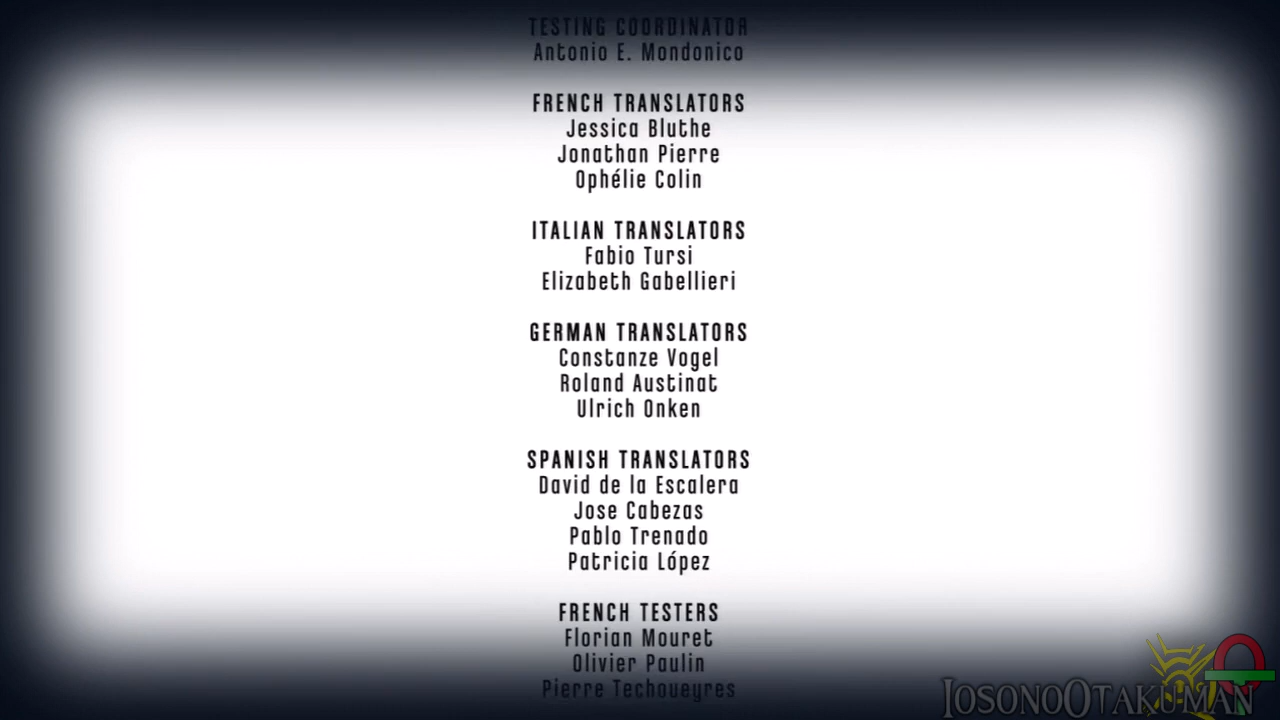 TESTING COORDINATOR
Antonio E. Mondonico
FRENCH TRANSLATORS
Jessica Bluthe
Jonathan Pierre
Ophélie Colin
ITALIAN TRANSLATORS
Fabio Tursi
Elizabeth Gabellieri
GERMAN TRANSLATORS
Constanze Vogel
Roland Austinat
Ulrich Onken
SPANISH TRANSLATORS
David de la Escalera
Jose Cabezas
Pablo Trenado
Patricia López
FRENCH TESTERS
Florian Mouret
Olivier Paulin
Pierre Techoueyres
IosonoOtakuman